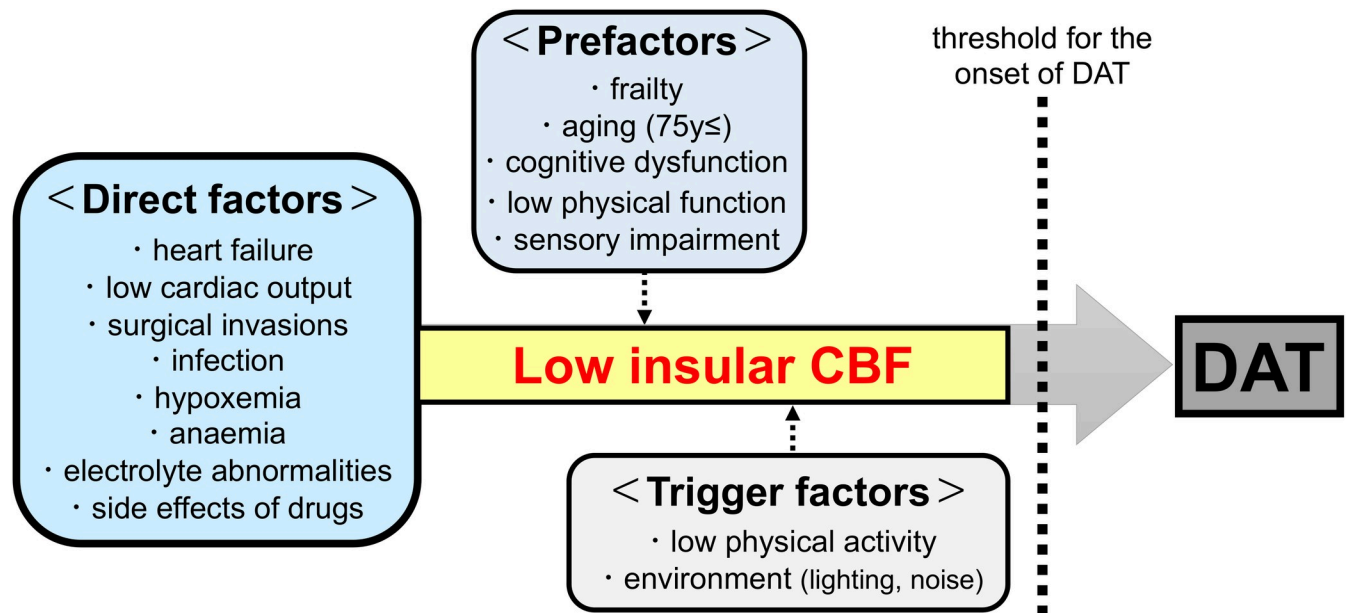 ＜Prefactors＞
・frailty
・aging (75y≤)
・cognitive dysfunction
・low physical function
・sensory impairment
threshold for the
onset of DAT
＜Direct factors＞
・heart failure
・low cardiac output
・surgical invasions
・infection
・hypoxemia
・anaemia
・electrolyte abnormalities
・side effects of drugs
Low insular CBF
DAT
＜Trigger factors＞
・low physical activity
・environment (lighting, noise)